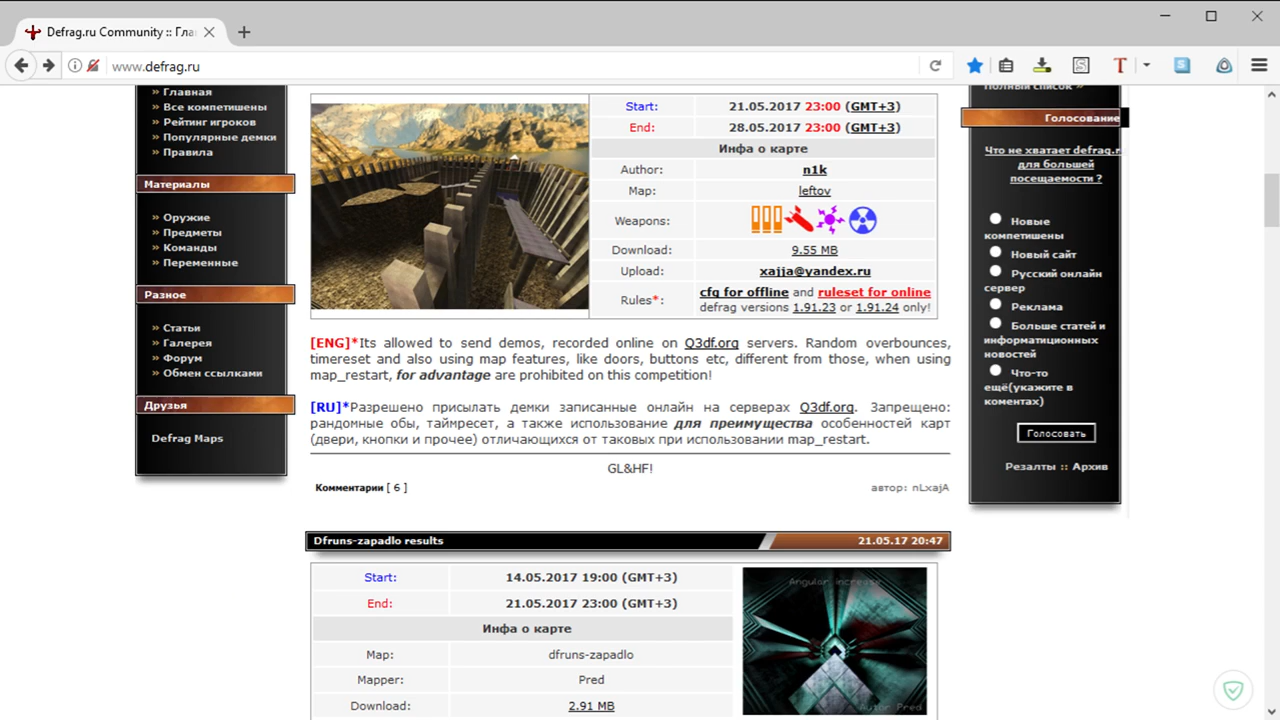 Defrag.ru Community :: Гла
www.defrag.ru
» Главная
» Все компетишены
» Рейтинг игроков
» Популярные демки
» Правила
Материалы
» Оружие
» Предметы
» Команды
» Переменные
Разное
» Статьи
» Галерея
» Форум
» Обмен ссылками
Друзья
Defrag Maps
Start: 21.05.2017 23:00 (GMT+3)
End: 28.05.2017 23:00 (GMT+3)
Инфа о карте
Author: n1k
Map: leftov
Weapons:
Download: 9.55 MB
Upload: xajja@yandex.ru
Rules*: cfg for offline and ruleset for online
defrag versions 1.91.23 or 1.91.24 only!
[ENG]*Its allowed to send demos, recorded online on Q3df.org servers. Random overbounces,
timereset and also using map features, like doors, buttons etc, different from those, when using
map_restart, for advantage are prohibited on this competition!
[RU]*Разрешено присылать демки записанные онлайн на серверах Q3df.org. Запрещено:
рандомные обы, таймресет, а также использование для преимущества особенностей карт
(двери, кнопки и прочее) отличающихся от таковых при использовании map_restart.
GL&HF!
Комментарии [ 6 ] автор: nLxajA
Dfruns-zapadlo results 21.05.17 20:47
Start: 14.05.2017 19:00 (GMT+3)
End: 21.05.2017 23:00 (GMT+3)
Инфа о карте
Map: dfruns-zapadlo
Mapper: Pred
Download: 2.91 MB
Angular increase
Autor Pred
Полный список »
Голосование
Что не хватает defrag.r
для большей
посещаемости ?
Новые
компетишены
Новый сайт
Русский онлайн
сервер
Реклама
Больше статей и
информатиционных
новостей
Что-то
ещё(укажите в
коментах)
Голосовать
Резалты :: Архив